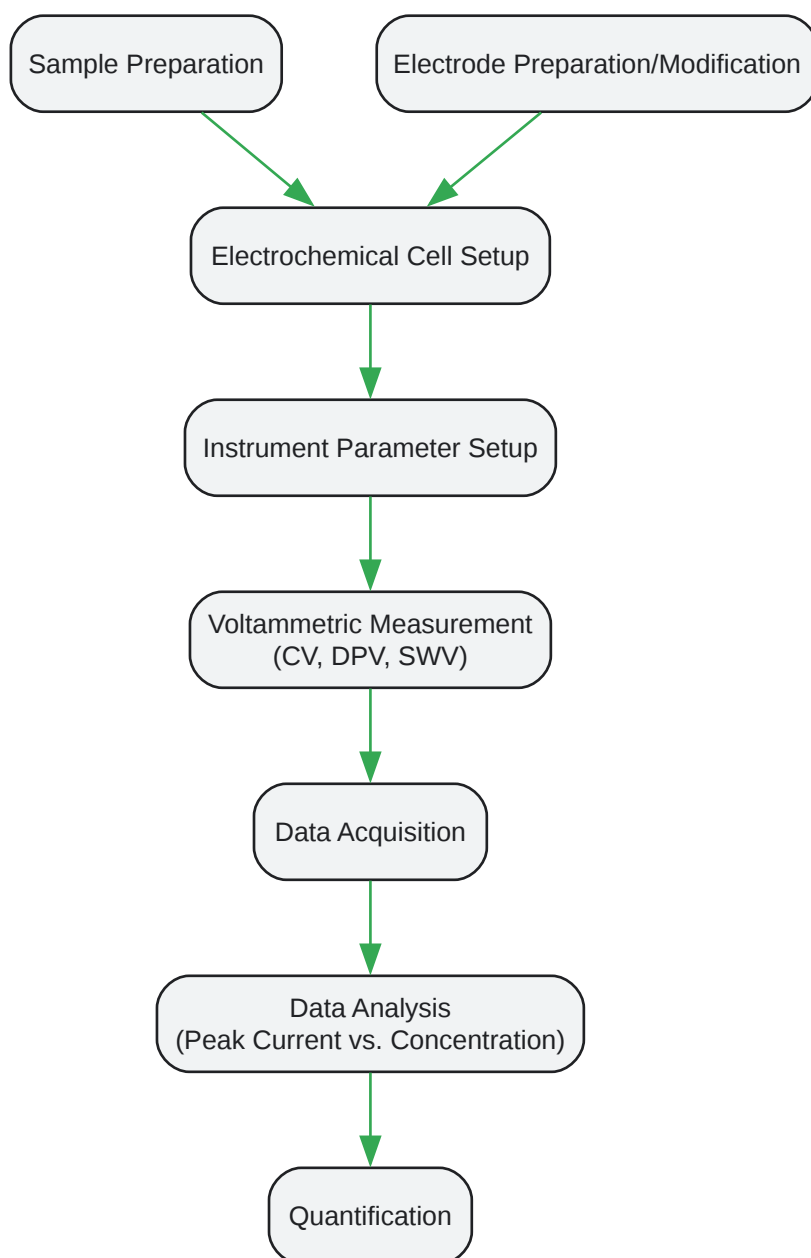 Sample Preparation
Electrode Preparation/Modification
Electrochemical Cell Setup
Instrument Parameter Setup
Voltammetric Measurement
(CV, DPV, SWV)
Data Acquisition
Data Analysis
(Peak Current vs. Concentration)
Quantification